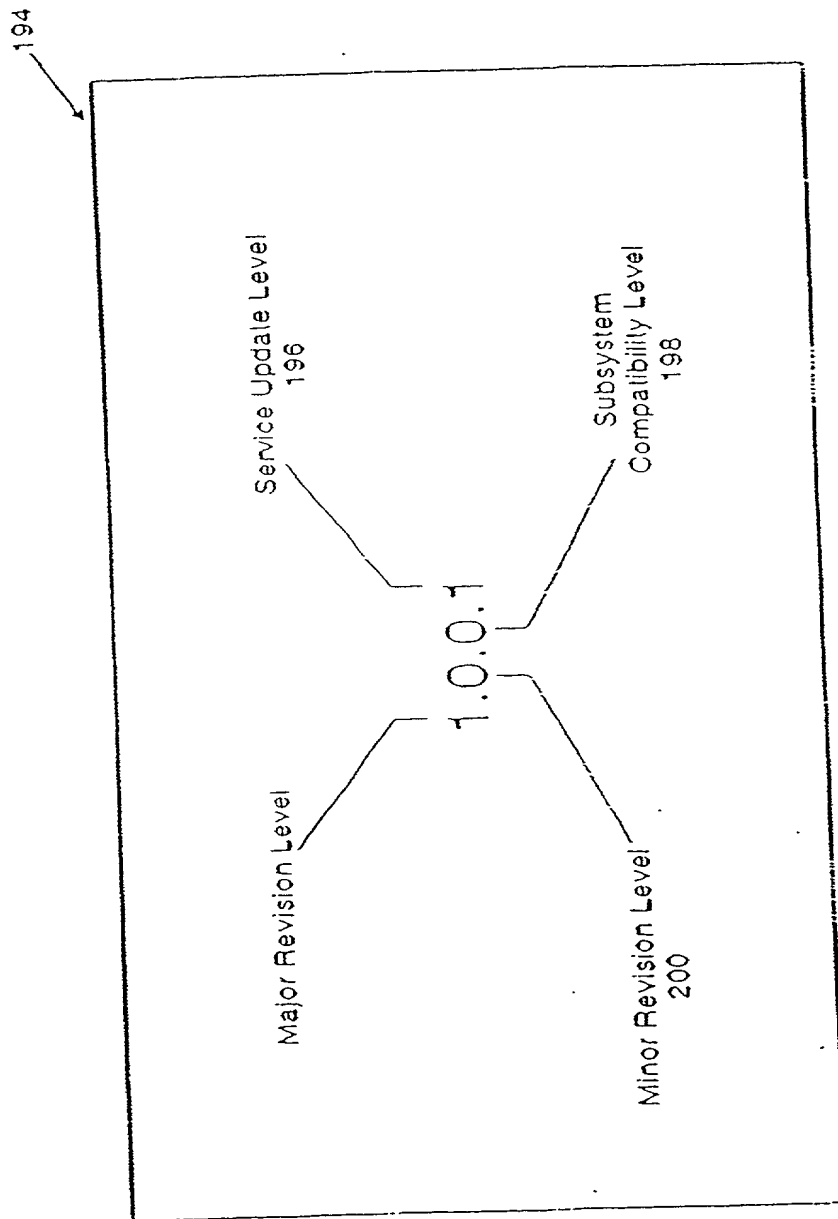 194
Major Revision Level
Service Update Level
196
1.0.0.1
Minor Revision Level
200
Subsystem
Compatibility Level
198